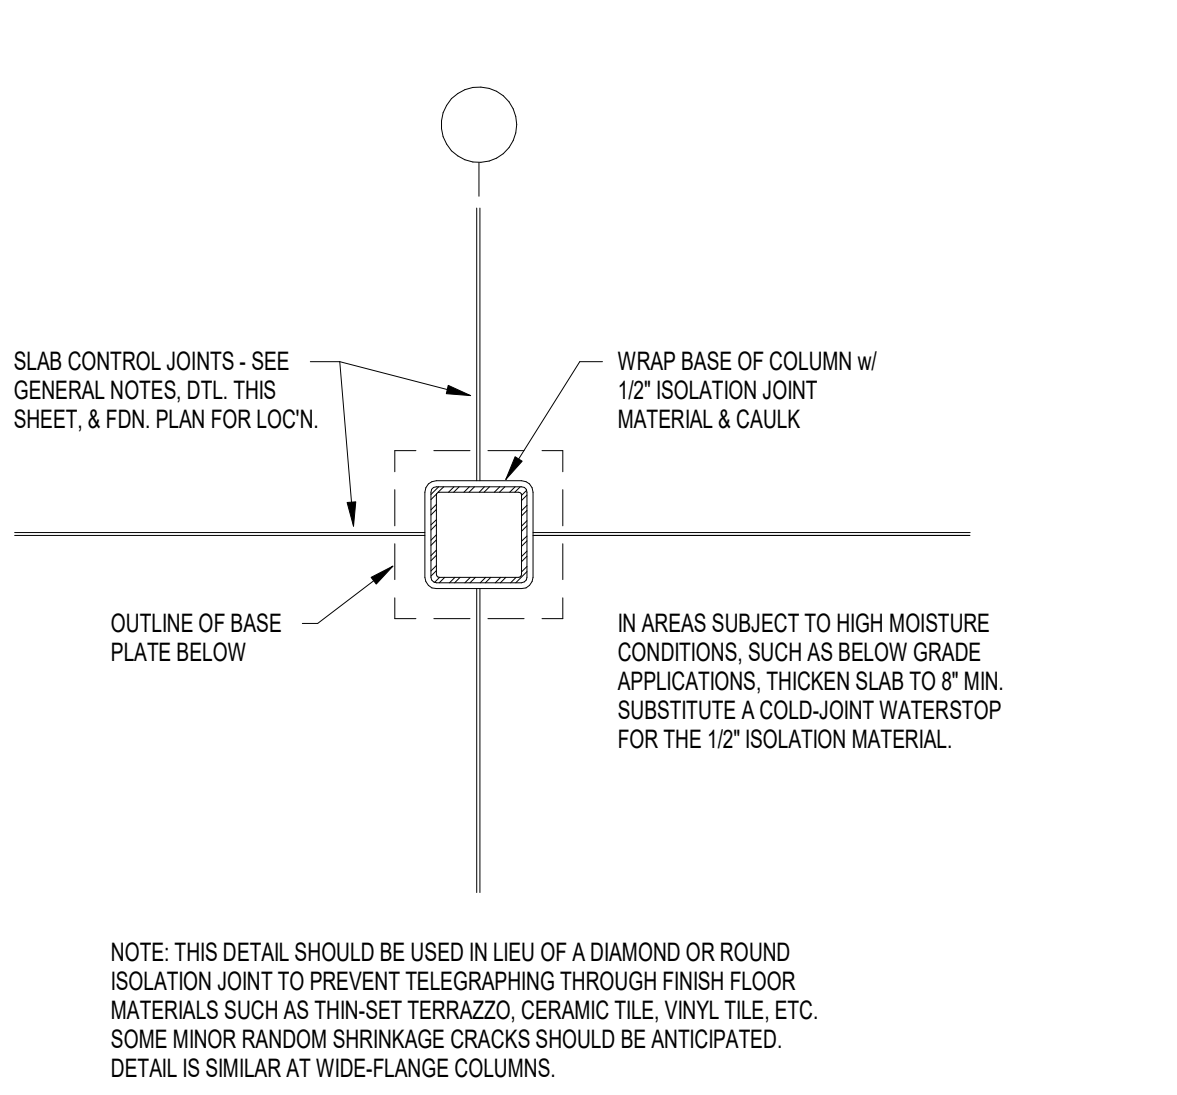 SLAB CONTROL JOINTS - SEE
GENERAL NOTES, DTL. THIS
SHEET, & FDN. PLAN FOR LOC'N.
WRAP BASE OF COLUMN w/
1/2" ISOLATION JOINT
MATERIAL & CAULK
OUTLINE OF BASE
PLATE BELOW
IN AREAS SUBJECT TO HIGH MOISTURE
CONDITIONS, SUCH AS BELOW GRADE
APPLICATIONS, THICKEN SLAB TO 8" MIN.
SUBSTITUTE A COLD-JOINT WATERSTOP
FOR THE 1/2" ISOLATION MATERIAL.
NOTE: THIS DETAIL SHOULD BE USED IN LIEU OF A DIAMOND OR ROUND
ISOLATION JOINT TO PREVENT TELEGRAPHING THROUGH FINISH FLOOR
MATERIALS SUCH AS THIN-SET TERRAZZO, CERAMIC TILE, VINYL TILE, ETC.
SOME MINOR RANDOM SHRINKAGE CRACKS SHOULD BE ANTICIPATED.
DETAIL IS SIMILAR AT WIDE-FLANGE COLUMNS.